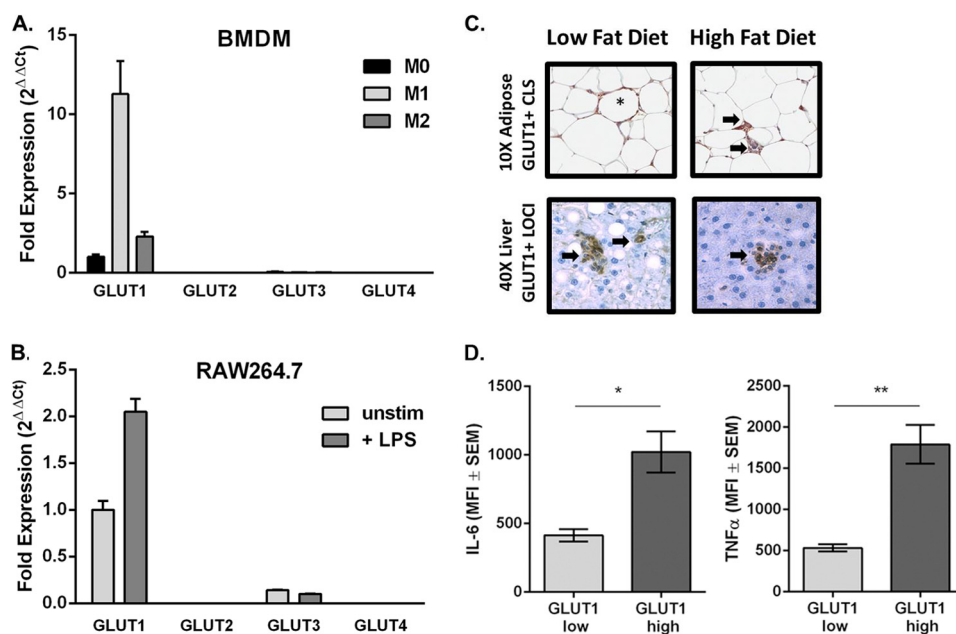 A.
BMDM
Fold Expression (2^ΔΔCt)
15
10
5
0
M0
M1
M2
GLUT1 GLUT2 GLUT3 GLUT4
B.
RAW264.7
Fold Expression (2^ΔΔCt)
2.5
2.0
1.5
1.0
0.5
0.0
unstim
+ LPS
GLUT1 GLUT2 GLUT3 GLUT4
C.
Low Fat Diet High Fat Diet
10X Adipose
GLUT1+ CLS
*
40X Liver
GLUT1+ LOCI
D.
IL-6 (MFI ± SEM)
1500
1000
500
0
*
GLUT1 GLUT1
low high
TNFα (MFI ± SEM)
2500
2000
1500
1000
500
0
**
GLUT1 GLUT1
low high